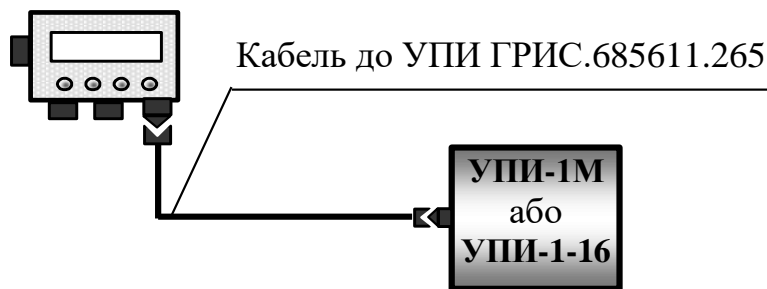 Кабель до УПИ ГРИС.685611.265
УПИ-1М
або
УПИ-1-16